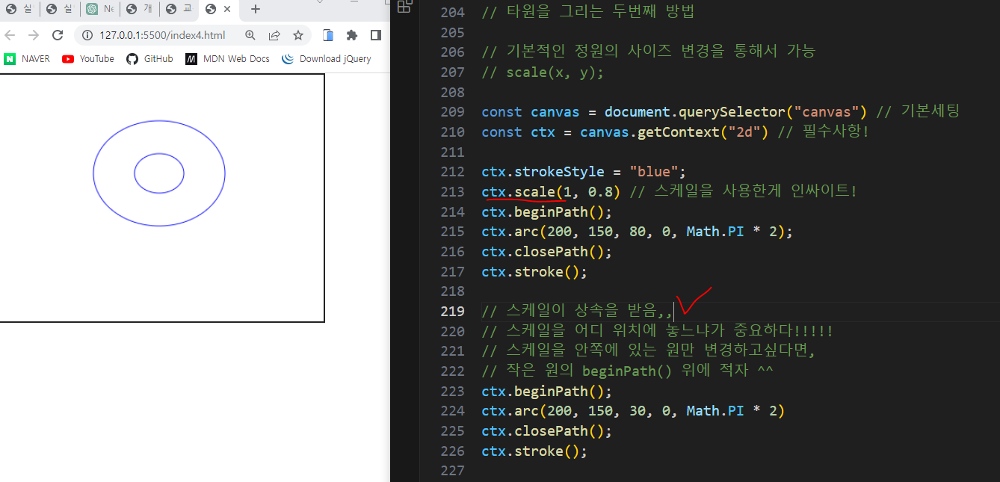 실
실
Ne
개
교
127.0.0.1:5500/index4.html
NAVER YouTube GitHub MDN Web Docs Download jQuery
204 // 타원을 그리는 두번째 방법
205
206 // 기본적인 정원의 사이즈 변경을 통해서 가능
207 // scale(x, y);
208
209 const canvas = document.querySelector("canvas") // 기본세팅
210 const ctx = canvas.getContext("2d") // 필수사항!
211
212 ctx.strokeStyle = "blue";
213 ctx.scale(1, 0.8) // 스케일을 사용한게 인싸이트!
214 ctx.beginPath();
215 ctx.arc(200, 150, 80, 0, Math.PI * 2);
216 ctx.closePath();
217 ctx.stroke();
218
219 // 스케일이 상속을 받음,,
220 // 스케일을 어디 위치에 놓느냐가 중요하다!!!!!
221 // 스케일을 안쪽에 있는 원만 변경하고싶다면,
222 // 작은 원의 beginPath() 위에 적자 ^^
223 ctx.beginPath();
224 ctx.arc(200, 150, 30, 0, Math.PI * 2)
225 ctx.closePath();
226 ctx.stroke();
227